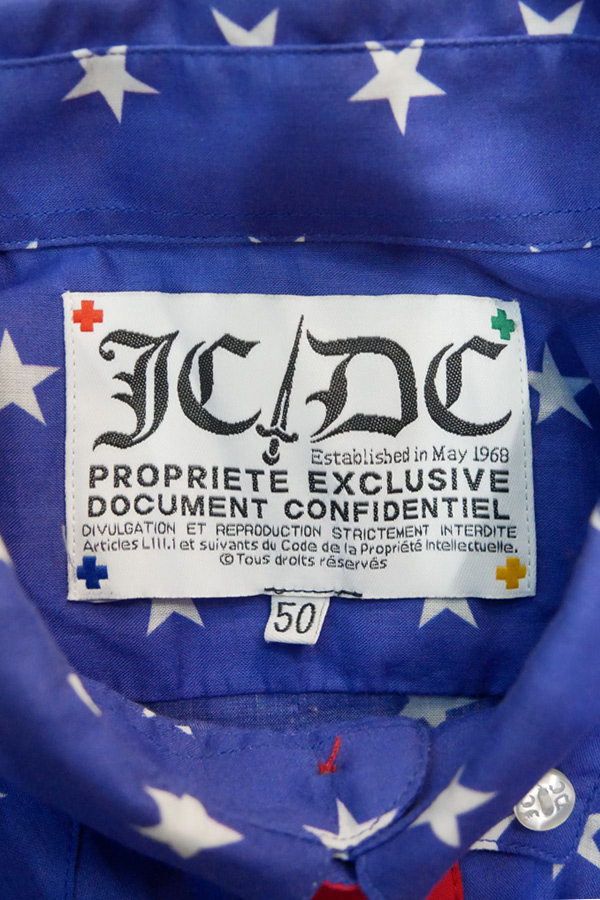 JC/DC
Established in May 1968
PROPRIETE EXCLUSIVE
DOCUMENT CONFIDENTIEL
DIVULGATION ET REPRODUCTION STRICTEMENT INTERDITE
Articles L111.1 et suivants du Code de la Propriété Intellectuelle.
© Tous droits réservés
50